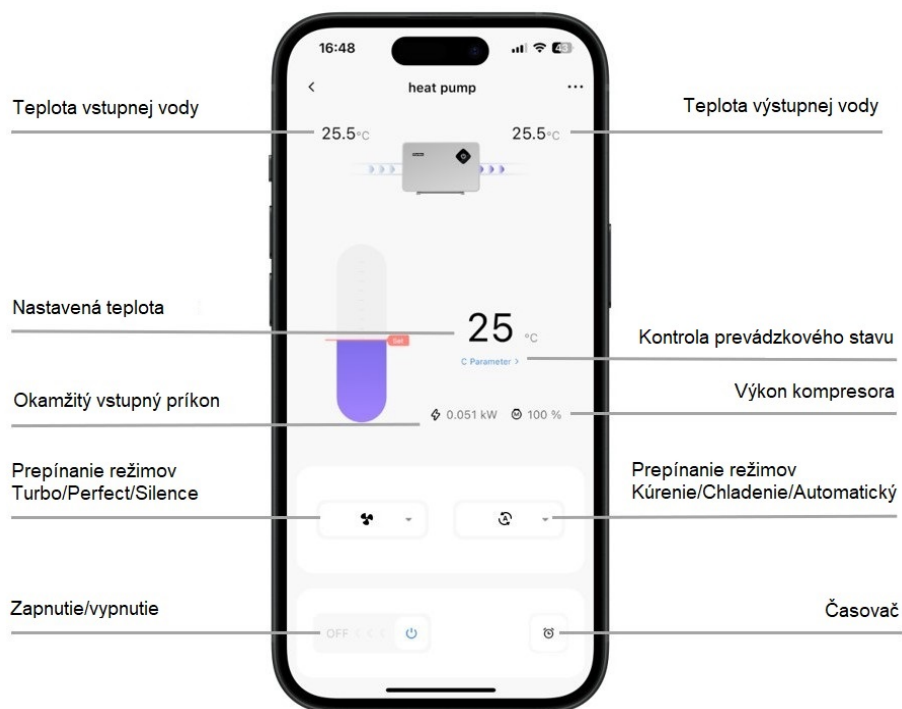 16:48
43
heat pump
Teplota vstupnej vody
Teplota výstupnej vody
25.5°C
25.5°C
Nastavená teplota
Set
25 °C
C Parameter >
Kontrola prevádzkového stavu
Okamžitý vstupný príkon
Výkon kompresora
0.051 kW
100 %
Prepínanie režimov
Turbo/Perfect/Silence
Prepínanie režimov
Kúrenie/Chladenie/Automatický
A
Zapnutie/vypnutie
Časovač
OFF